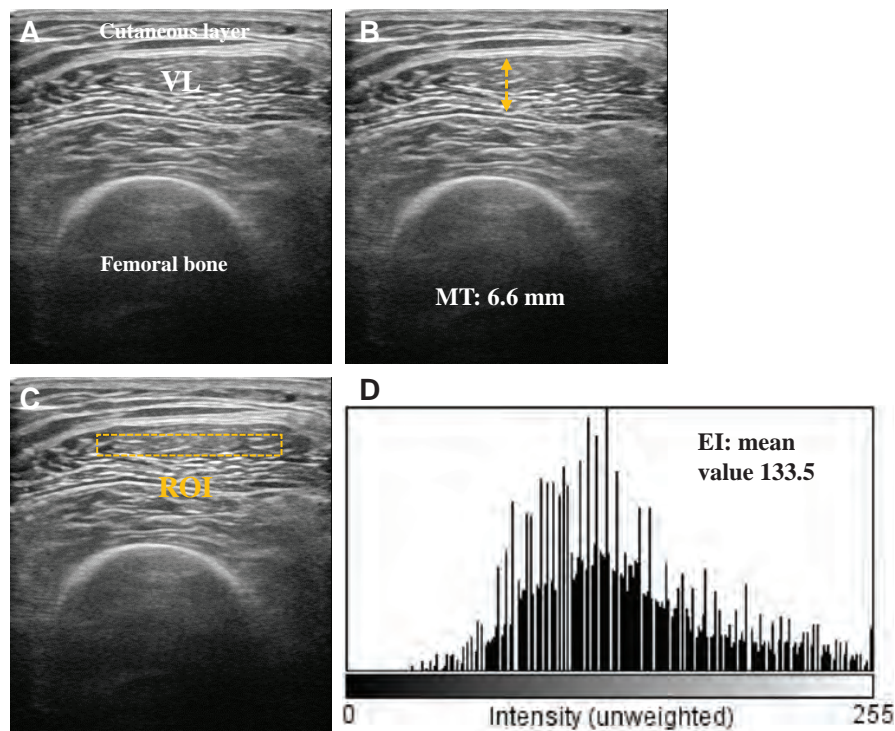 A
Cutaneous layer
VL
Femoral bone
B
MT: 6.6 mm
C
ROI
D
EI: mean
value 133.5
0
Intensity (unweighted)
255